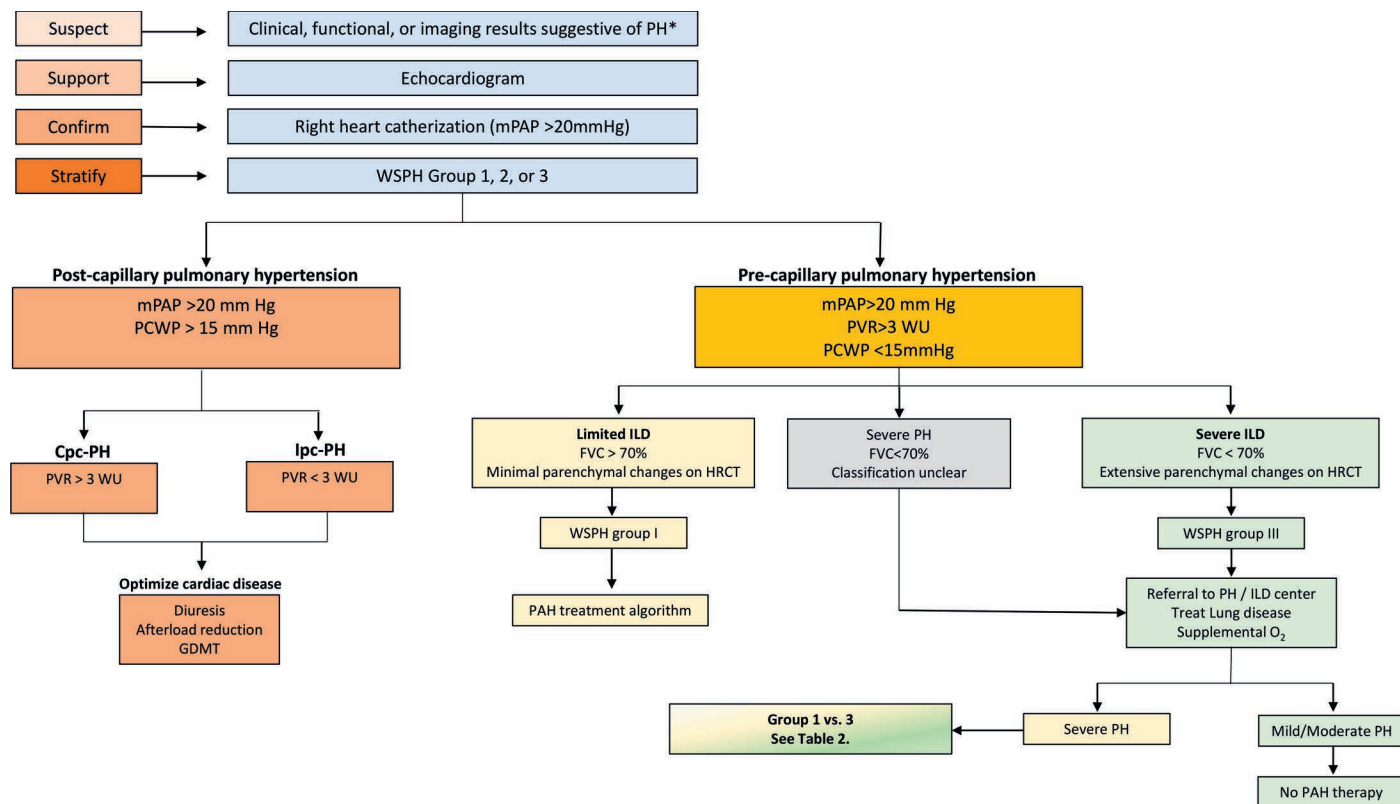 Suspect
Clinical, functional, or imaging results suggestive of PH*
Support
Echocardiogram
Confirm
Right heart catherization (mPAP >20mmHg)
Stratify
WSPH Group 1, 2, or 3
Post-capillary pulmonary hypertension
mPAP >20 mm Hg
PCWP > 15 mm Hg
Pre-capillary pulmonary hypertension
mPAP>20 mm Hg
PVR>3 WU
PCWP <15mmHg
Cpc-PH
PVR > 3 WU
Ipc-PH
PVR < 3 WU
Optimize cardiac disease
Diuresis
Afterload reduction
GDMT
Limited ILD
FVC > 70%
Minimal parenchymal changes on HRCT
WSPH group I
PAH treatment algorithm
Severe PH
FVC<70%
Classification unclear
Severe ILD
FVC < 70%
Extensive parenchymal changes on HRCT
WSPH group III
Referral to PH / ILD center
Treat Lung disease
Supplemental O₂
Group 1 vs. 3
See Table 2.
Severe PH
Mild/Moderate PH
No PAH therapy